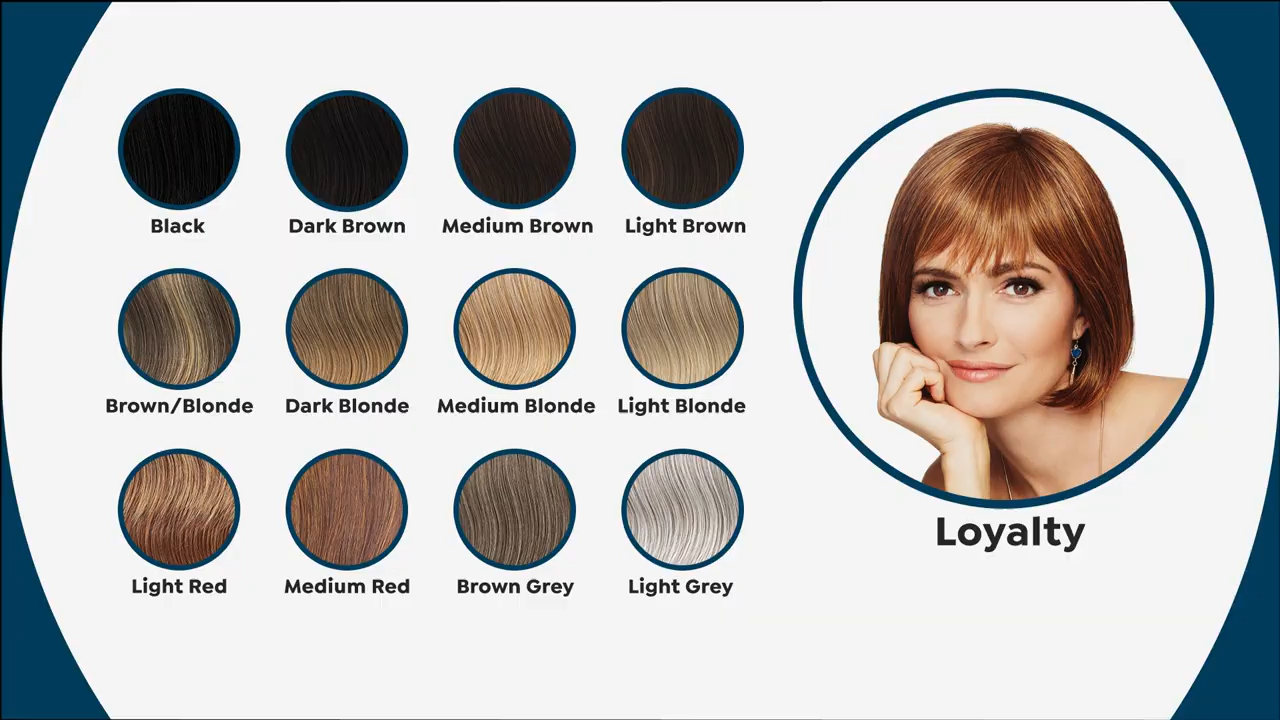 Black
Dark Brown
Medium Brown
Light Brown
Brown/Blonde
Dark Blonde
Medium Blonde
Light Blonde
Light Red
Medium Red
Brown Grey
Light Grey
Loyalty